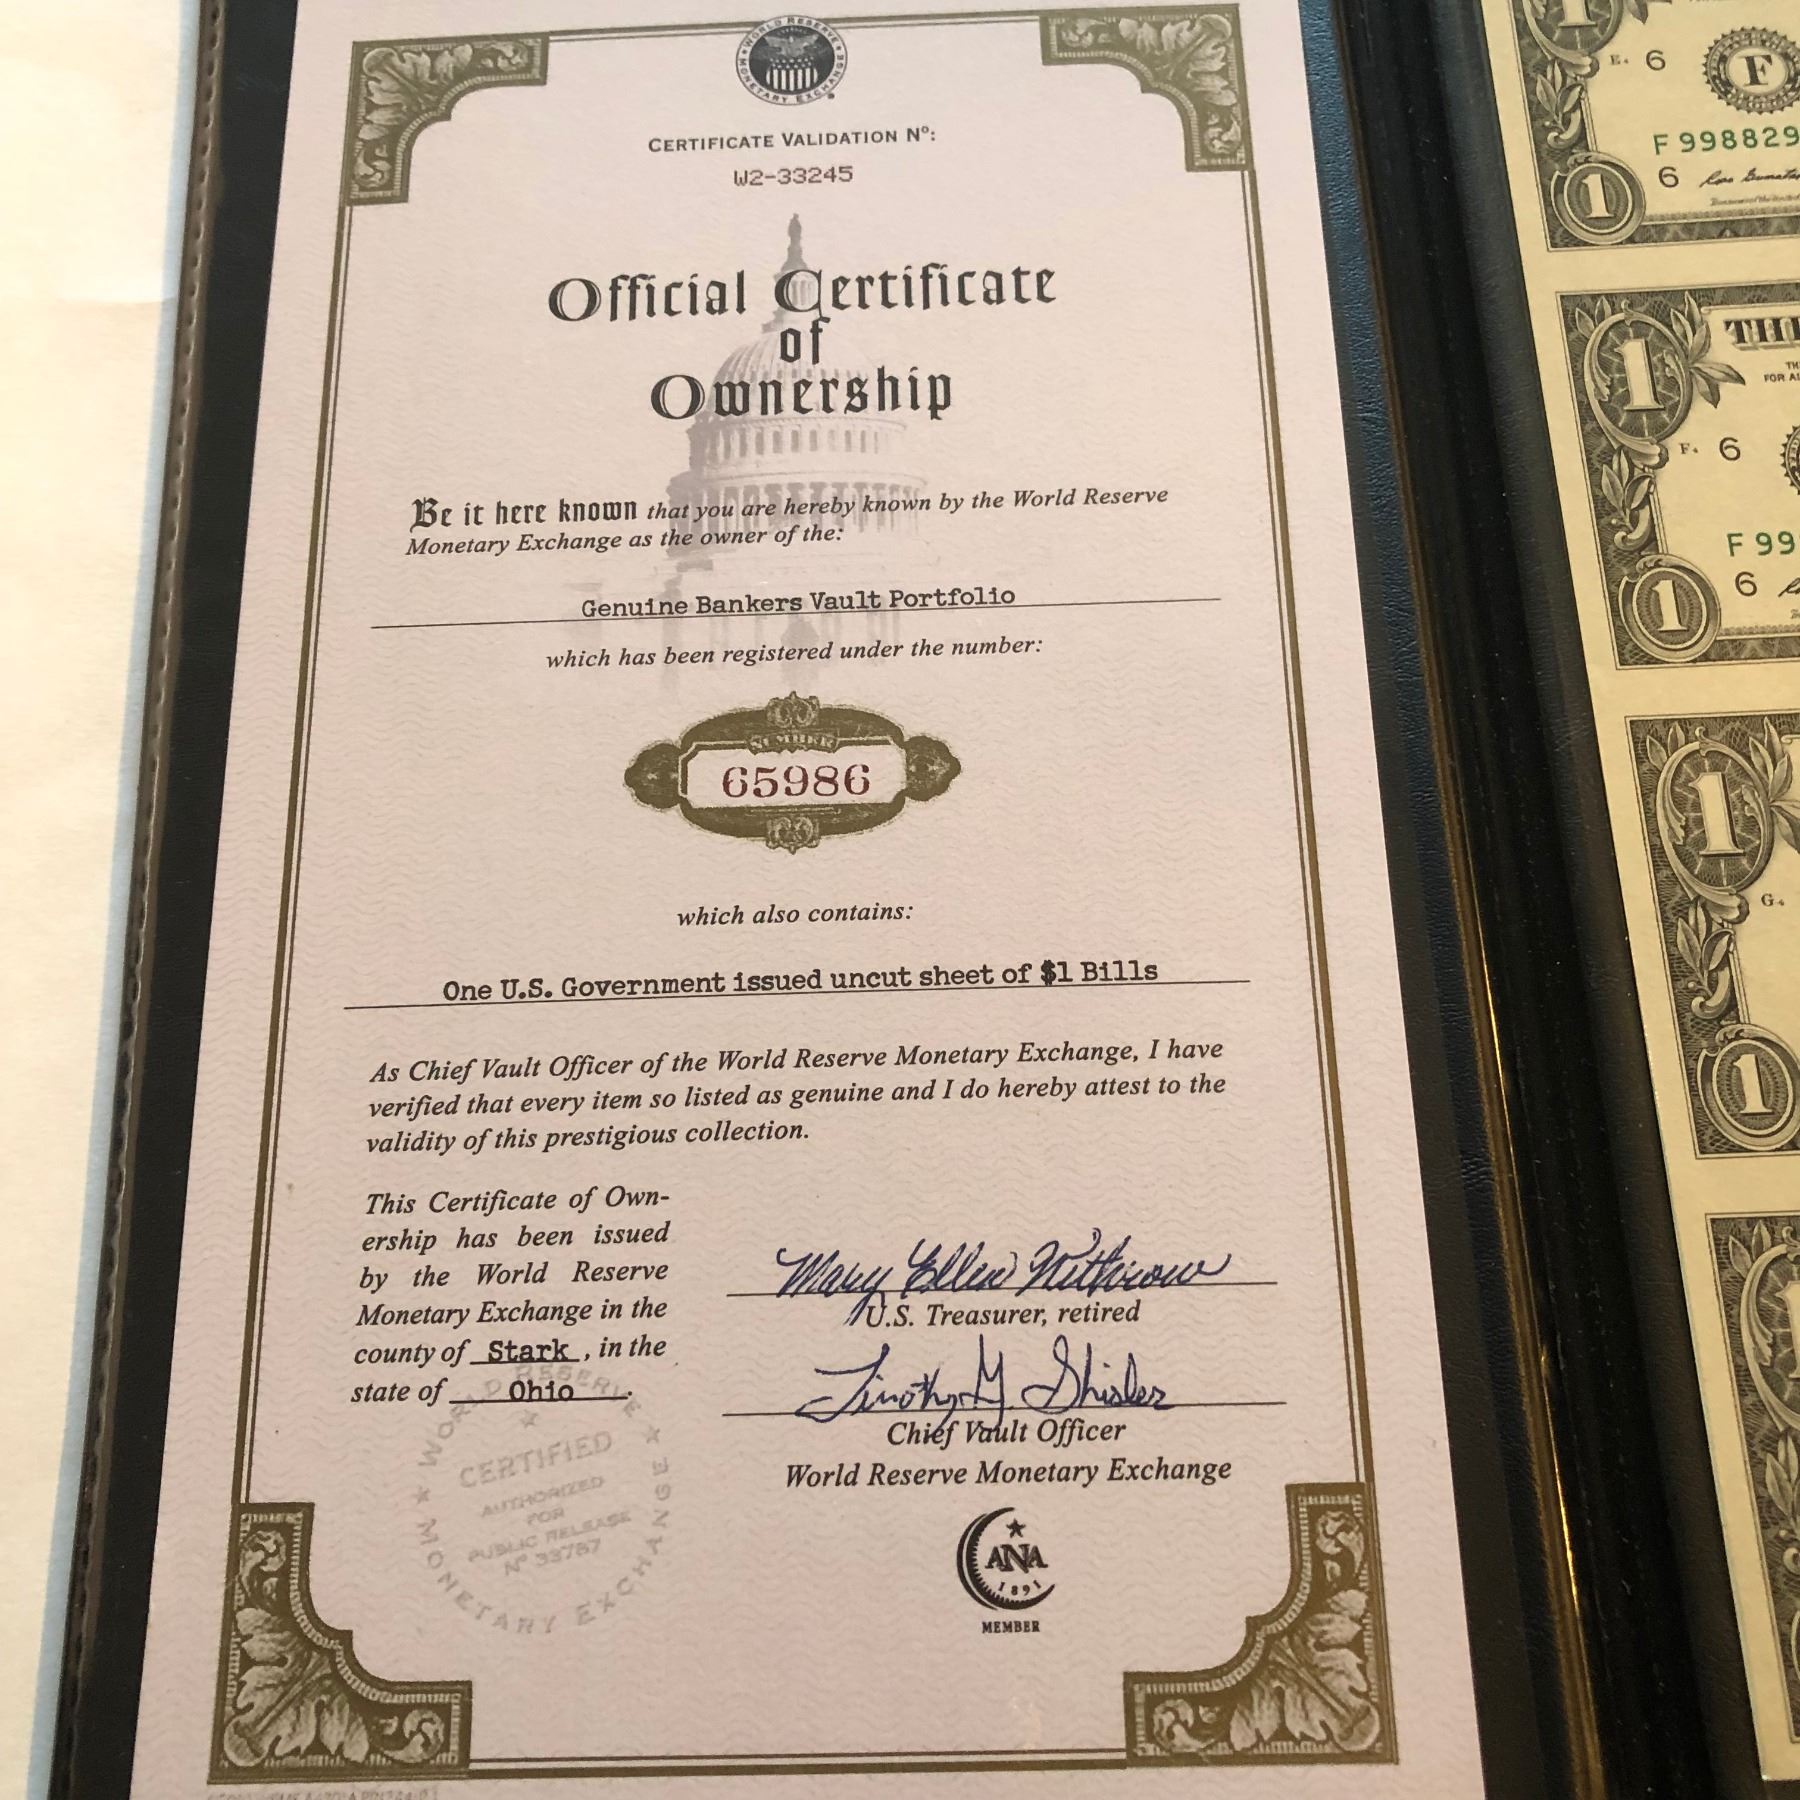 WORLD RESERVE
MONETARY EXCHANGE
CERTIFICATE VALIDATION Nº:
W2-33245
Official Certificate
of
Ownership
Be it here known that you are hereby known by the World Reserve
Monetary Exchange as the owner of the:
Genuine Bankers Vault Portfolio
which has been registered under the number:
NUMBER
65986
which also contains:
One U.S. Government issued uncut sheet of $1 Bills
As Chief Vault Officer of the World Reserve Monetary Exchange, I have
verified that every item so listed as genuine and I do hereby attest to the
validity of this prestigious collection.
This Certificate of Own-
ership has been issued
by the World Reserve
Monetary Exchange in the
county of Stark, in the
state of Ohio.
Mary Ellen Withrow
U.S. Treasurer, retired
Timothy J. Shisler
Chief Vault Officer
World Reserve Monetary Exchange
WORLD RESERVE
MONETARY EXCHANGE
CERTIFIED
AUTHORIZED
FOR
PUBLIC RELEASE
Nº 33787
ANA
1891
MEMBER
1
E. 6
F
F 998829
6
1
1
THE
FOR AL
F. 6
F 99
6
1
1
G.
1